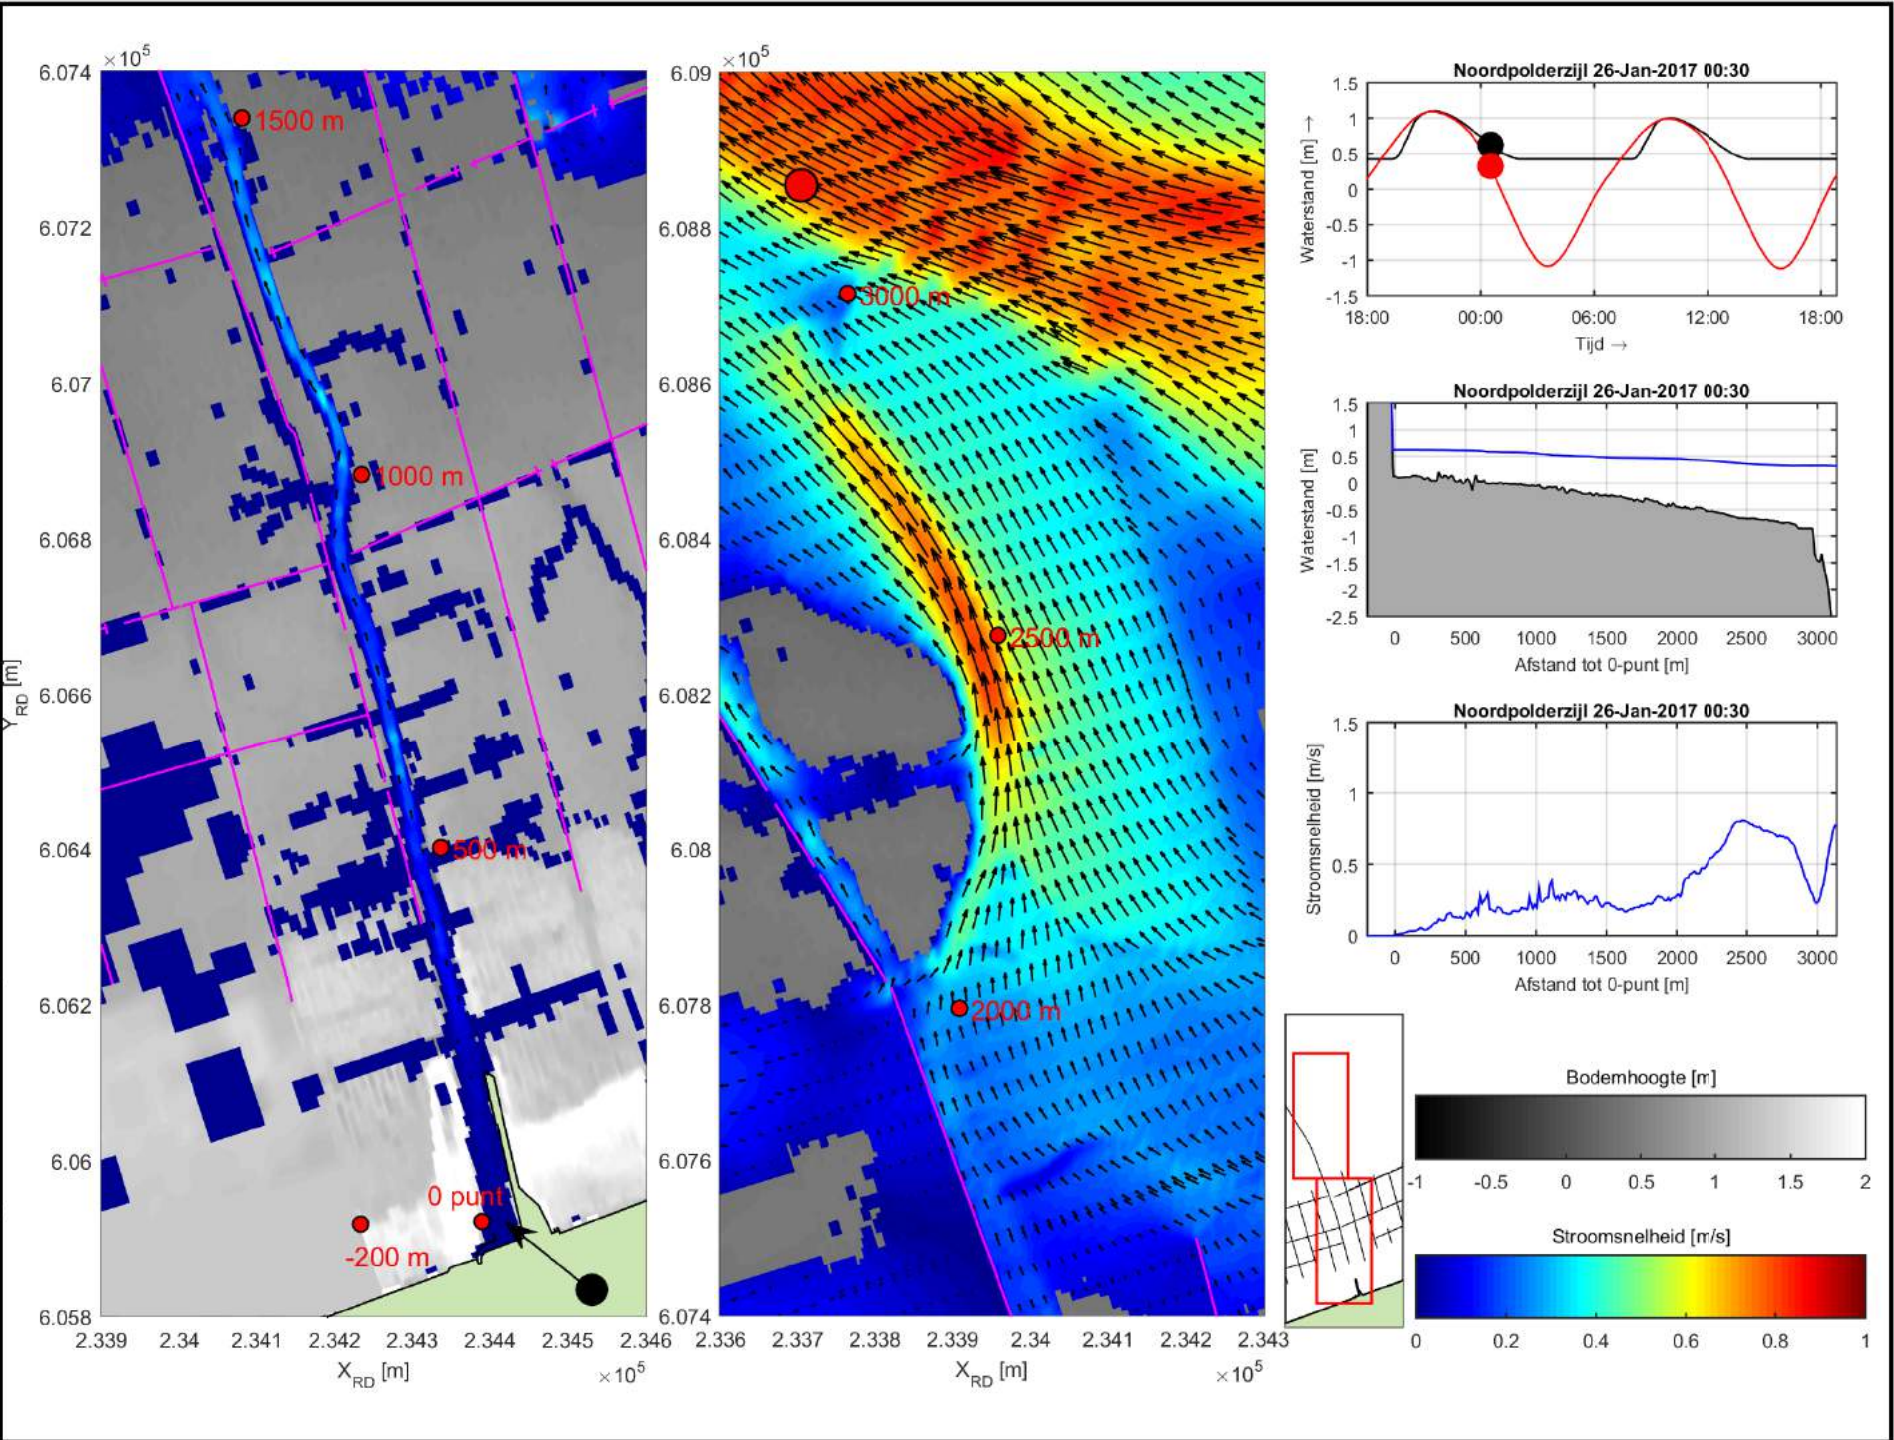 ×10⁵
6.074
6.072
6.07
6.068
6.066
6.064
6.062
6.06
6.058
Y_RD [m]
1500 m
1000 m
500 m
0 punt
-200 m
2.339 2.34 2.341 2.342 2.343 2.344 2.345 2.346
X_RD [m]
×10⁵
×10⁵
6.09
6.088
6.086
6.084
6.082
6.08
6.078
6.076
6.074
3000 m
2500 m
2000 m
2.336 2.337 2.338 2.339 2.34 2.341 2.342 2.343
X_RD [m]
×10⁵
Noordpolderzijl 26-Jan-2017 00:30
Waterstand [m] →
1.5
1
0.5
0
-0.5
-1
-1.5
18:00 00:00 06:00 12:00 18:00
Tijd →
Noordpolderzijl 26-Jan-2017 00:30
Waterstand [m]
1.5
1
0.5
0
-0.5
-1
-1.5
-2
-2.5
0 500 1000 1500 2000 2500 3000
Afstand tot 0-punt [m]
Noordpolderzijl 26-Jan-2017 00:30
Stroomsnelheid [m/s]
1.5
1
0.5
0
0 500 1000 1500 2000 2500 3000
Afstand tot 0-punt [m]
Bodemhoogte [m]
-1 -0.5 0 0.5 1 1.5 2
Stroomsnelheid [m/s]
0 0.2 0.4 0.6 0.8 1